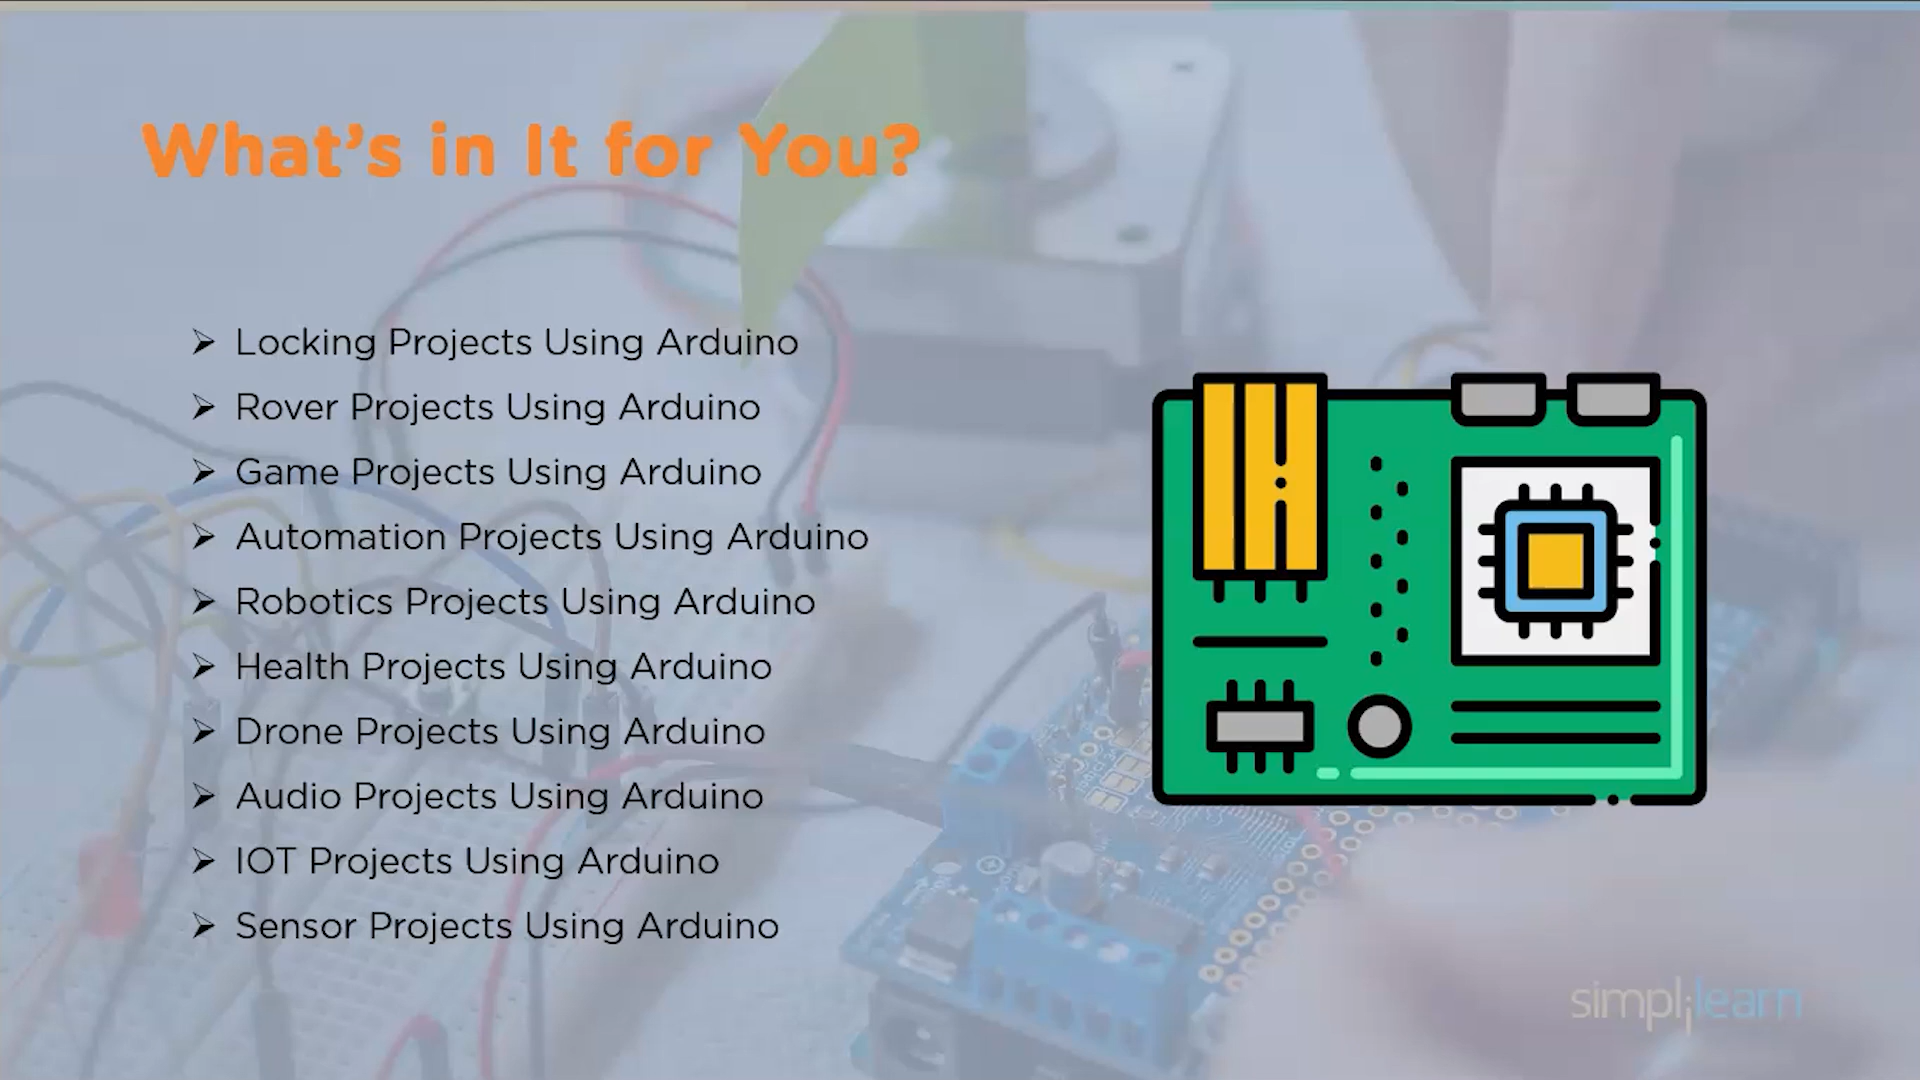 What's in It for You?
Locking Projects Using Arduino
Rover Projects Using Arduino
Game Projects Using Arduino
Automation Projects Using Arduino
Robotics Projects Using Arduino
Health Projects Using Arduino
Drone Projects Using Arduino
Audio Projects Using Arduino
IOT Projects Using Arduino
Sensor Projects Using Arduino
simplilearn